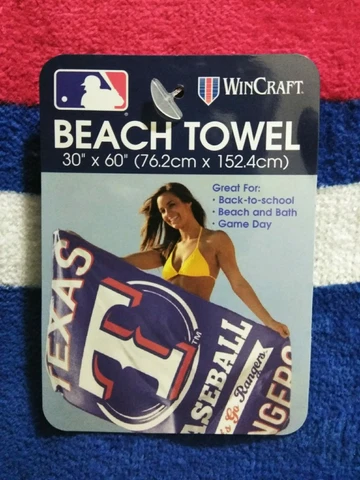 WINCRAFT
BEACH TOWEL
30" x 60" (76.2cm x 152.4cm)
Great For:
· Back-to-school
· Beach and Bath
· Game Day
TEXAS
T
TM
BASEBALL
Go Rangers